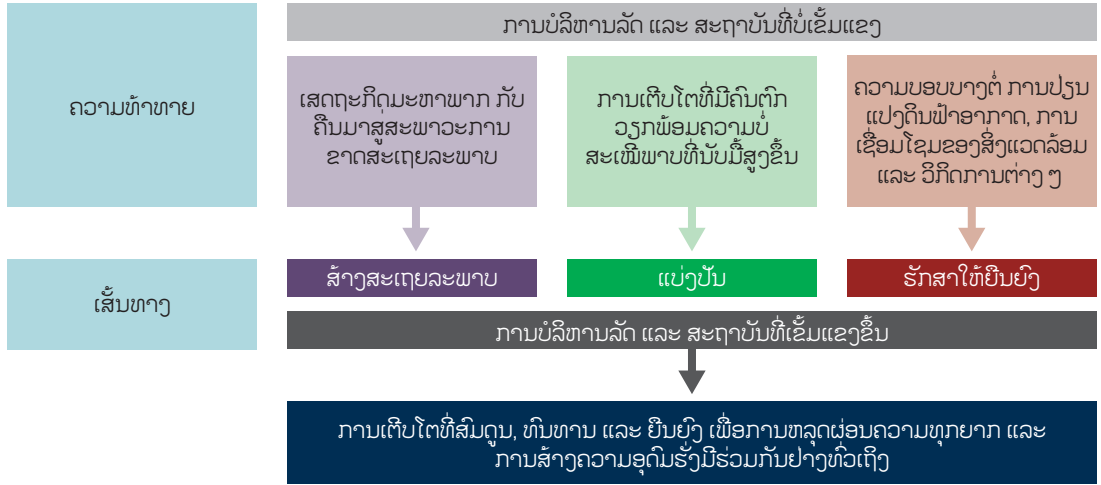 ການບໍລິຫານລັດ ແລະ ສະຖາບັນທີ່ບໍ່ເຂັ້ມແຂງ
ຄວາມທ້າທາຍ
ເສດຖະກິດມະຫາພາກ ກັບ
ຄືນມາສູ່ສະພາວະການ
ຂາດສະເຖຍລະພາບ
ການເຕີບໂຕທີ່ມີຄົນຕົກ
ວຽກພ້ອມຄວາມບໍ່
ສະເໝີພາບທີ່ນັບມື້ສູງຂຶ້ນ
ຄວາມບອບບາງຕໍ່ ການປ່ຽນ
ແປງດິນຟ້າອາກາດ, ການ
ເຊື່ອມໂຊມຂອງສິ່ງແວດລ້ອມ
ແລະ ວິກິດການຕ່າງ ໆ
ເສັ້ນທາງ
ສ້າງສະເຖຍລະພາບ
ແບ່ງປັນ
ຮັກສາໃຫ້ຍືນຍົງ
ການບໍລິຫານລັດ ແລະ ສະຖາບັນທີ່ເຂັ້ມແຂງຂຶ້ນ
ການເຕີບໂຕທີ່ສົມດູນ, ທົນທານ ແລະ ຍືນຍົງ ເພື່ອການຫລຸດຜ່ອນຄວາມທຸກຍາກ ແລະ
ການສ້າງຄວາມອຸດົມຮັ່ງມີຮ່ວມກັນຢ່າງທົ່ວເຖິງ